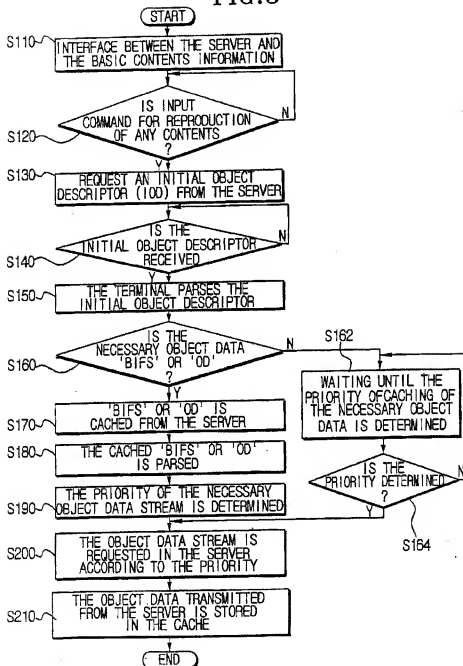 FIG.3
START
S110
INTERFACE BETWEEN THE SERVER AND
THE BASIC CONTENTS INFORMATION
S120
IS INPUT
COMMAND FOR REPRODUCTION
OF ANY CONTENTS
?
N
Y
S130
REQUEST AN INITIAL OBJECT
DESCRIPTOR (IOD) FROM THE SERVER
S140
IS THE
INITIAL OBJECT DESCRIPTOR
RECEIVED
N
Y
S150
THE TERMINAL PARSES THE
INITIAL OBJECT DESCRIPTOR
S160
IS THE
NECESSARY OBJECT DATA
'BIFS' OR 'OD'
?
N
Y
S162
WAITING UNTIL THE
PRIORITY OFCACHING OF
THE NECESSARY OBJECT
DATA IS DETERMINED
S170
'BIFS' OR 'OD' IS
CACHED FROM THE SERVER
S180
THE CACHED 'BIFS' OR 'OD'
IS PARSED
S190
THE PRIORITY OF THE NECESSARY
OBJECT DATA STREAM IS DETERMINED
IS THE
PRIORITY DETERMINED
?
N
Y
S164
S200
THE OBJECT DATA STREAM IS
REQUESTED IN THE SERVER
ACCORDING TO THE PRIORITY
S210
THE OBJECT DATA TRANSMITTED
FROM THE SERVER IS STORED
IN THE CACHE
END